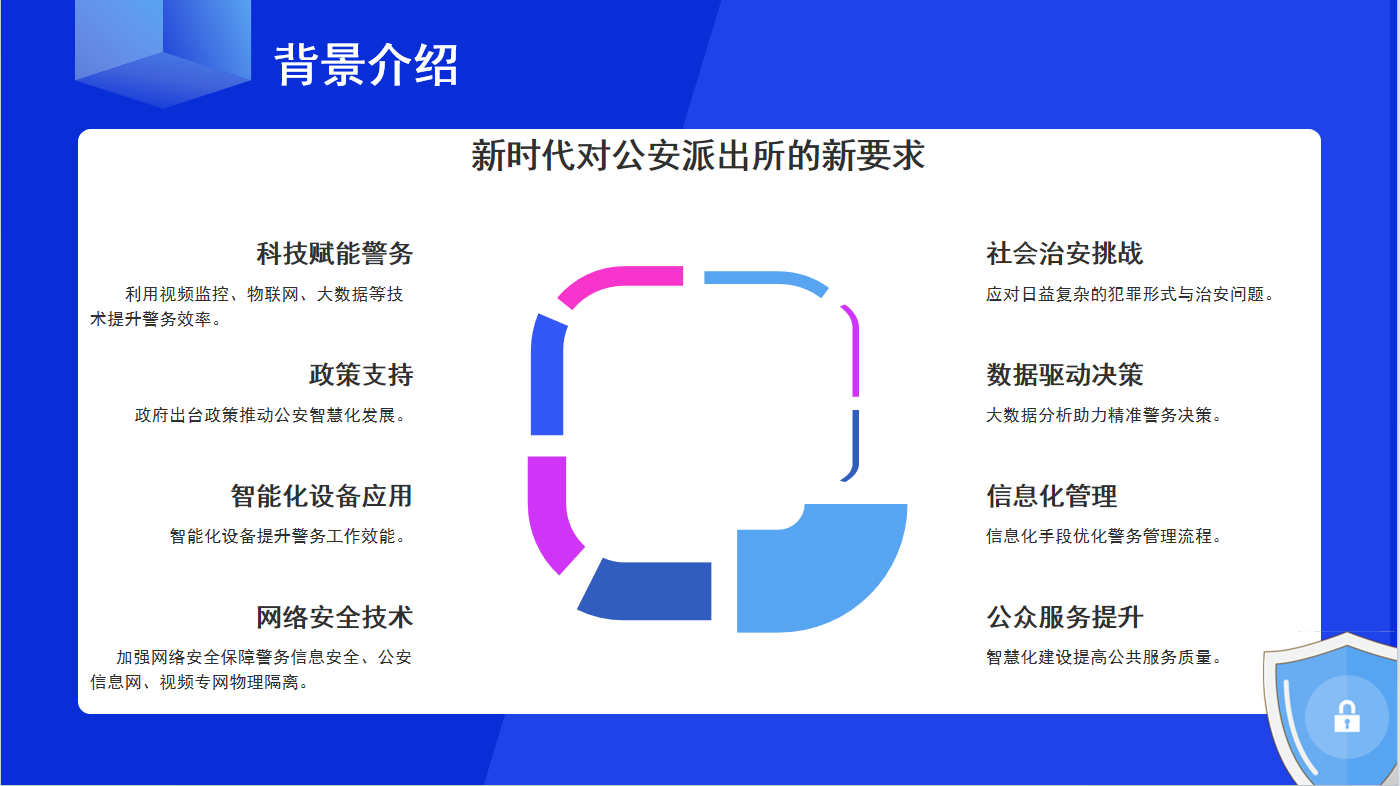 背景介绍
新时代对公安派出所的新要求
科技赋能警务
利用视频监控、物联网、大数据等技
术提升警务效率。
政策支持
政府出台政策推动公安智慧化发展。
智能化设备应用
智能化设备提升警务工作效能。
网络安全技术
加强网络安全保障警务信息安全、公安
信息网、视频专网物理隔离。
社会治安挑战
应对日益复杂的犯罪形式与治安问题。
数据驱动决策
大数据分析助力精准警务决策。
信息化管理
信息化手段优化警务管理流程。
公众服务提升
智慧化建设提高公共服务质量。